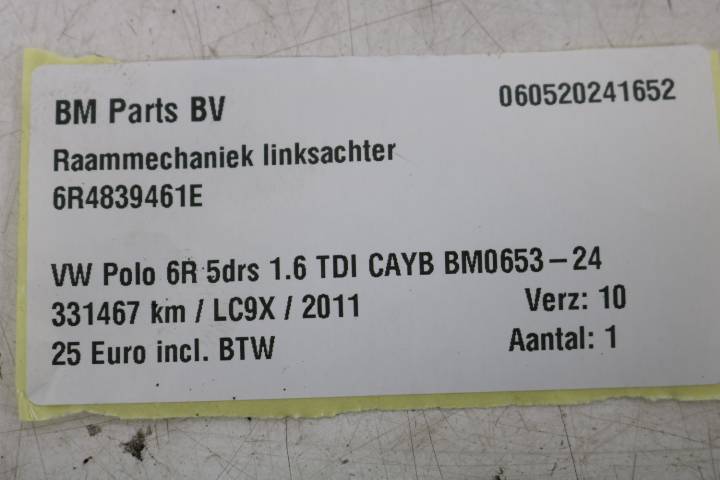 BM Parts BV 060520241652
Raammechaniek linksachter
6R4839461E
VW Polo 6R 5drs 1.6 TDI CAYB BM0653-24
331467 km / LC9X / 2011 Verz: 10
25 Euro incl. BTW Aantal: 1